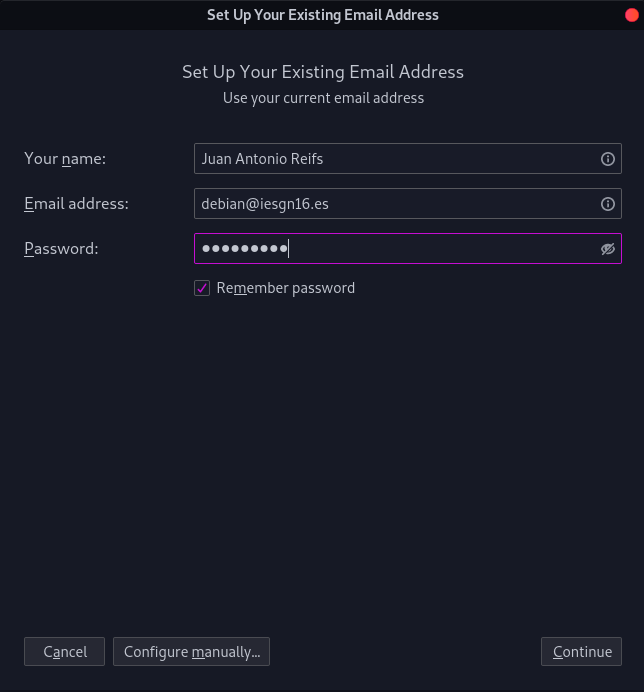 Set Up Your Existing Email Address
Set Up Your Existing Email Address
Use your current email address
Your name: Juan Antonio Reifs
Email address: debian@iesgn16.es
Password: ●●●●●●●●●
Remember password
Cancel Configure manually... Continue